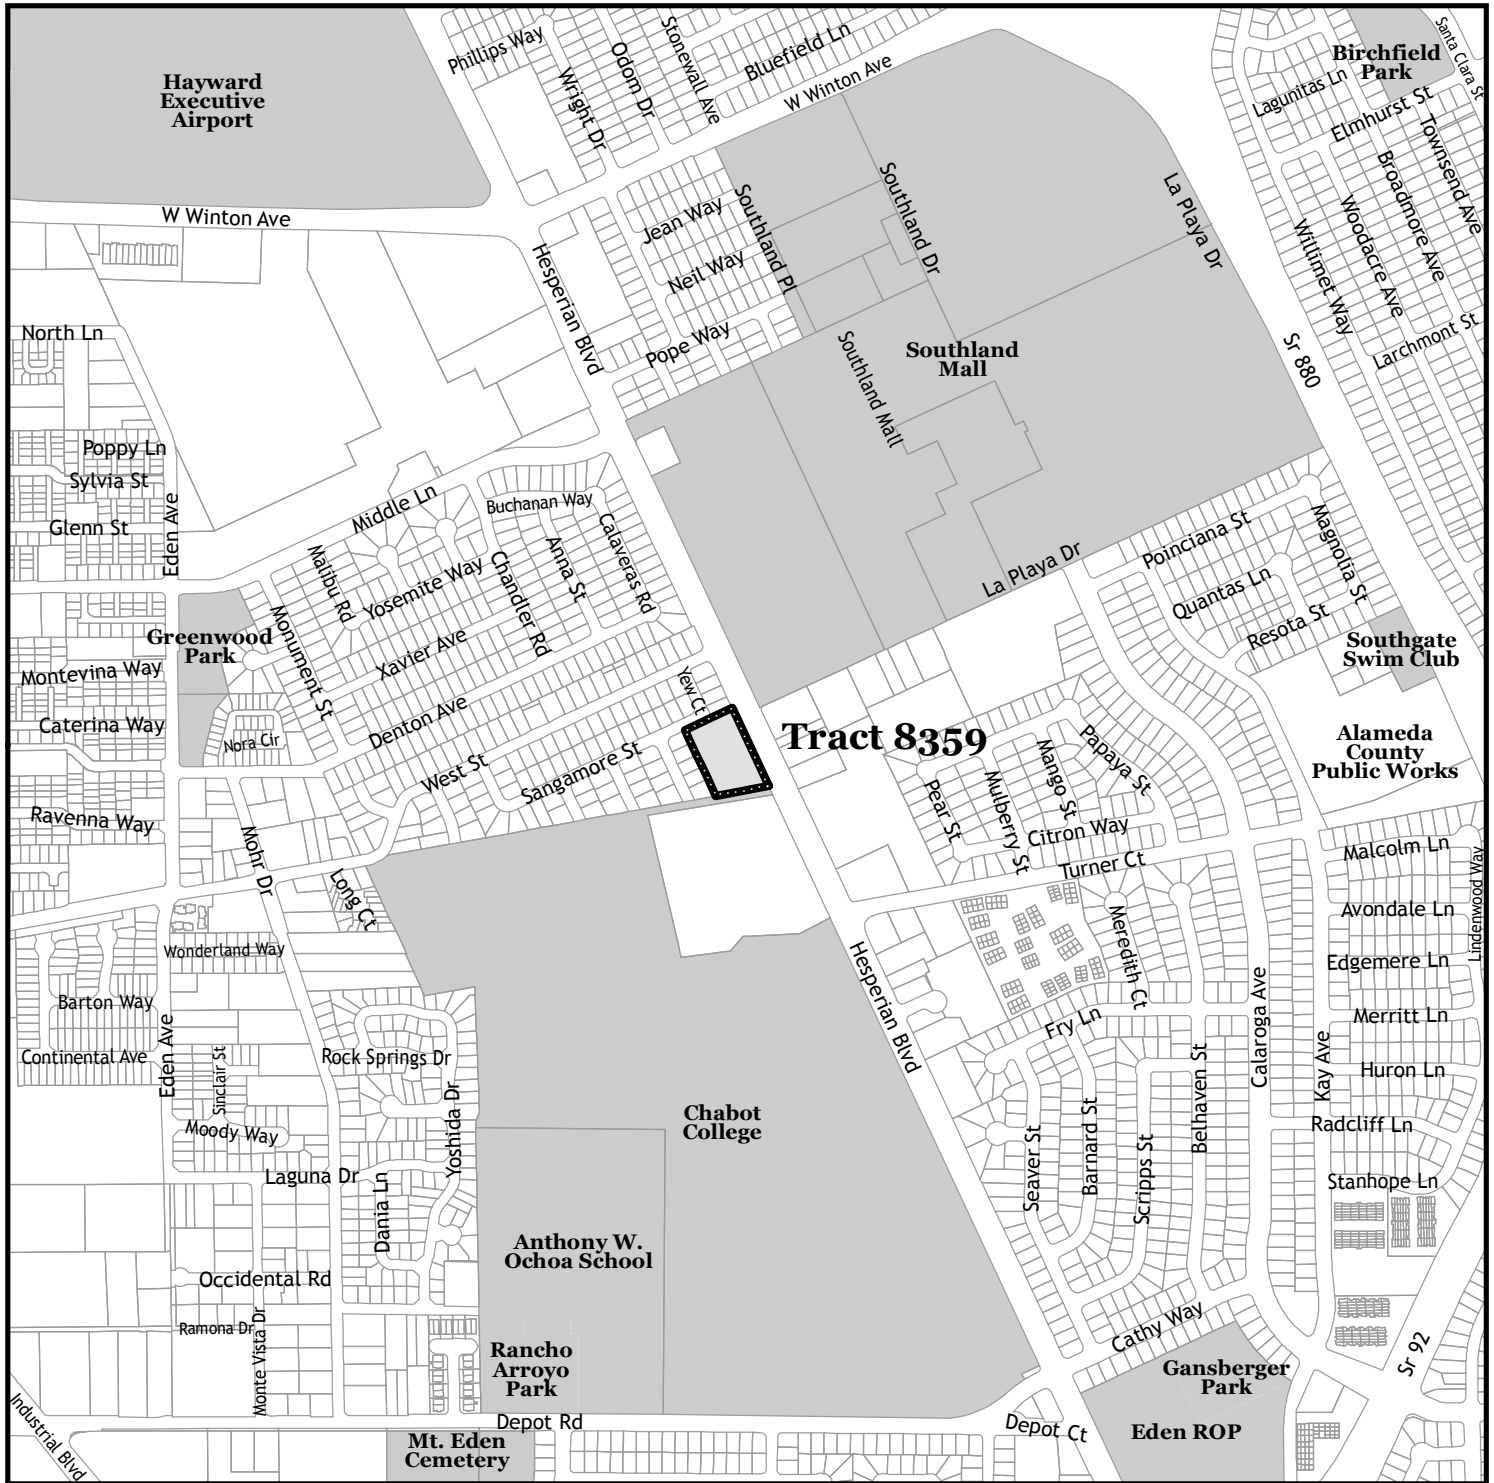 Phillips Way
Odom Dr
Stonewall Ave
Bluefield Ln
Wright Dr
W Winton Ave
Santa Clara St
Birchfield
Park
Lagunitas Ln
Elmhurst St
Townsend Ave
Broadmore Ave
Woodacre Ave
Willimet Way
Larchmont St
Hayward
Executive
Airport
W Winton Ave
Jean Way
Neil Way
Pope Way
Southland Pl
Southland Dr
La Playa Dr
Hesperian Blvd
Southland
Mall
Southland Mall
Sr 880
North Ln
Poppy Ln
Sylvia St
Glenn St
Eden Ave
Middle Ln
Buchanan Way
Calaveras Rd
Anna St
Chandler Rd
Malibu Rd
Yosemite Way
Xavier Ave
Monument St
Denton Ave
La Playa Dr
Poinciana St
Magnolia St
Quantas Ln
Resota St
Southgate
Swim Club
Greenwood
Park
Montevina Way
Caterina Way
Nora Cir
Ravenna Way
West St
Sangamore St
Yew Ct
Tract 8359
Papaya St
Mango St
Mulberry St
Pear St
Citron Way
Turner Ct
Alameda
County
Public Works
Malcolm Ln
Lindenwood Way
Avondale Ln
Edgemere Ln
Merritt Ln
Huron Ln
Radcliff Ln
Stanhope Ln
Kay Ave
Calaroga Ave
Mohr Dr
Long Ct
Wonderland Way
Barton Way
Continental Ave
Eden Ave
Sinclair St
Moody Way
Rock Springs Dr
Yoshida Dr
Laguna Dr
Dania Ln
Occidental Rd
Ramona Dr
Monte Vista Dr
Hesperian Blvd
Meredith Ct
Fry Ln
Seaver St
Barnard St
Scripps St
Belhaven St
Chabot
College
Anthony W.
Ochoa School
Rancho
Arroyo
Park
Cathy Way
Gansberger
Park
Sr 92
Industrial Blvd
Depot Rd
Depot Ct
Eden ROP
Mt. Eden
Cemetery